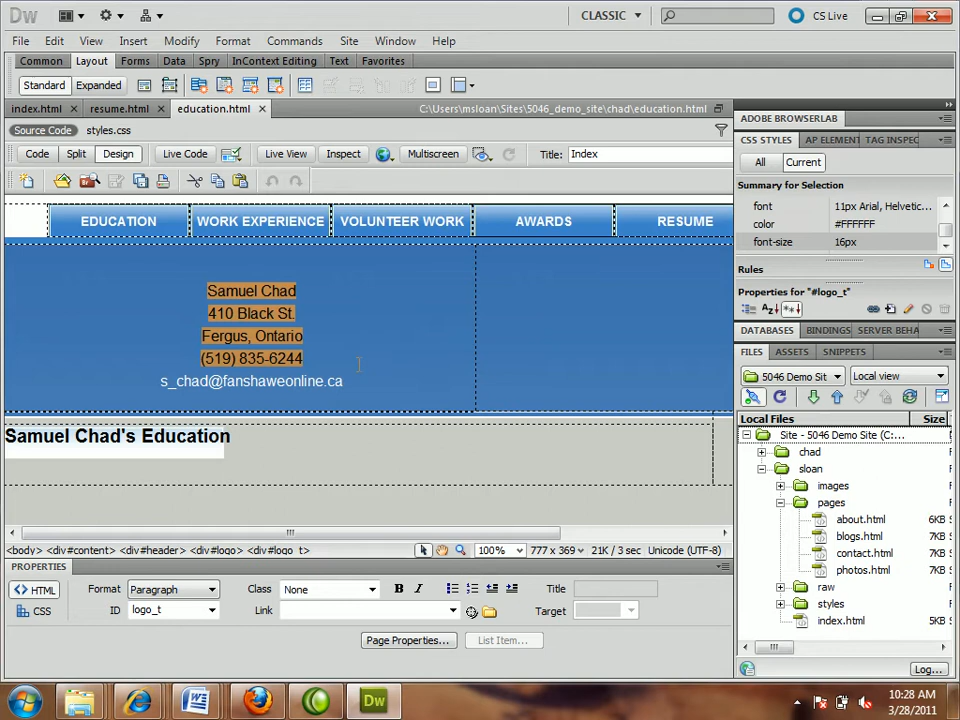 Dw CLASSIC CS Live
File Edit View Insert Modify Format Commands Site Window Help
Common Layout Forms Data Spry InContext Editing Text Favorites
Standard Expanded
index.html resume.html education.html C:\Users\msloan\Sites\5046_demo_site\chad\education.html
Source Code styles.css
Code Split Design Live Code Live View Inspect Multiscreen Title: Index
EDUCATION WORK EXPERIENCE VOLUNTEER WORK AWARDS RESUME
Samuel Chad
410 Black St.
Fergus, Ontario
(519) 835-6244
s_chad@fanshaweonline.ca
Samuel Chad's Education
<body> <div#content> <div#header> <div#logo> <div#logo_t> 100% 777 x 369 21K / 3 sec Unicode (UTF-8)
PROPERTIES
HTML Format Paragraph Class None B I Title
CSS ID logo_t Link Target
Page Properties... List Item...
ADOBE BROWSERLAB
CSS STYLES AP ELEMENT TAG INSPEC
All Current
Summary for Selection
font 11px Arial, Helvetic...
color #FFFFFF
font-size 16px
Rules
Properties for "#logo_t"
DATABASES BINDINGS SERVER BEHA
FILES ASSETS SNIPPETS
5046 Demo Sit Local view
Local Files Size
Site - 5046 Demo Site (C:...
chad F
sloan F
images F
pages F
about.html 6KB S
blogs.html 7KB S
contact.html 7KB S
photos.html 7KB S
raw F
styles F
index.html 5KB S
Log...
W Dw
10:28 AM
3/28/2011